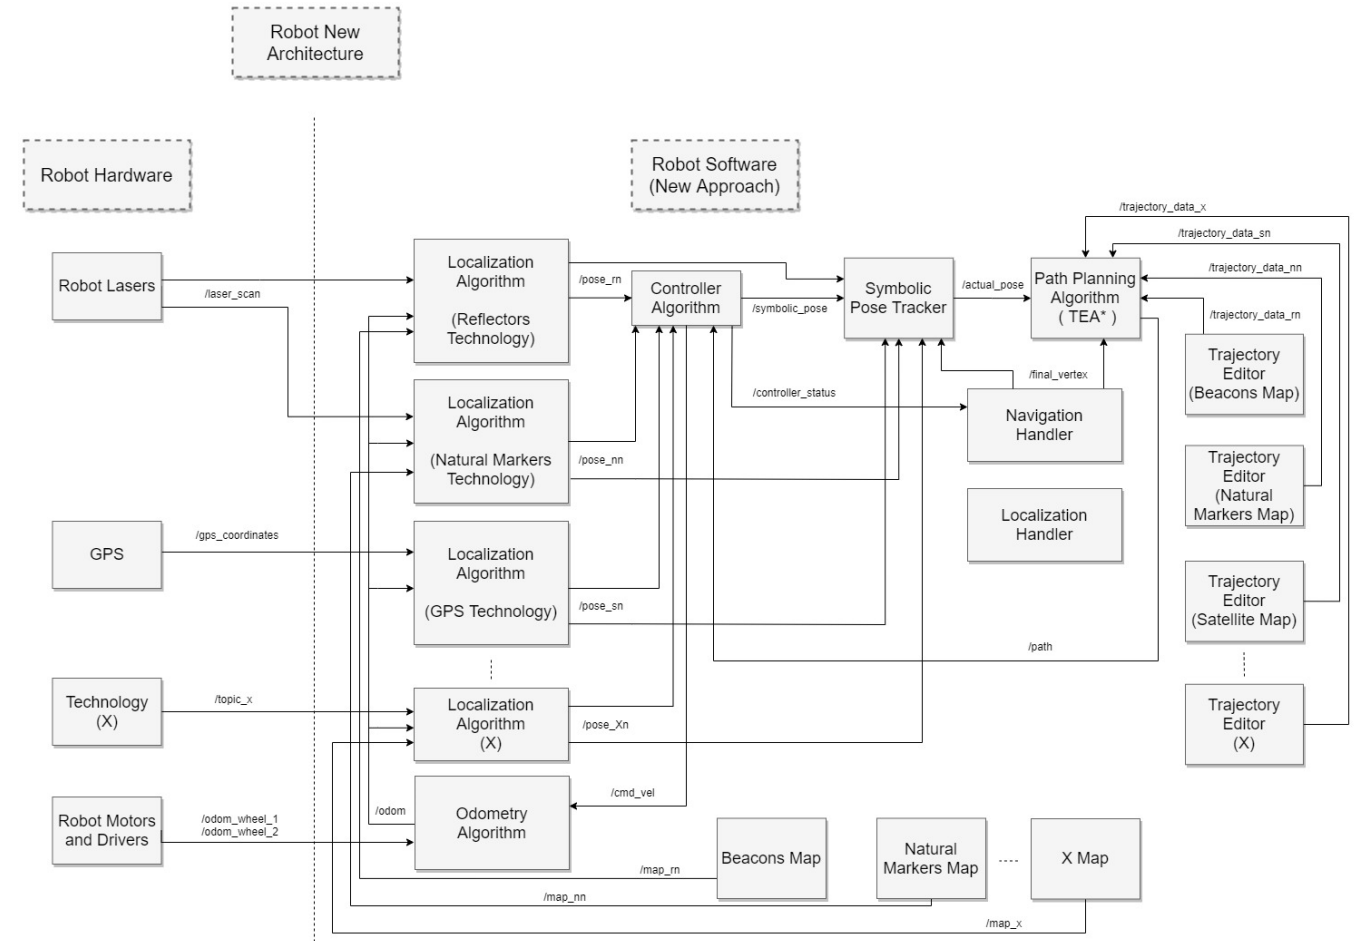 Robot New
Architecture
Robot Hardware
Robot Software
(New Approach)
/trajectory_data_x
/trajectory_data_sn
/trajectory_data_nn
/trajectory_data_rn
Robot Lasers
/laser_scan
Localization
Algorithm
(Reflectors
Technology)
/pose_rn
Controller
Algorithm
/symbolic_pose
Symbolic
Pose Tracker
/actual_pose
Path Planning
Algorithm
( TEA* )
Trajectory
Editor
(Beacons Map)
/final_vertex
/controller_status
Navigation
Handler
Localization
Algorithm
(Natural Markers
Technology)
/pose_nn
Trajectory
Editor
(Natural
Markers Map)
Localization
Handler
GPS
/gps_coordinates
Localization
Algorithm
(GPS Technology)
/pose_sn
Trajectory
Editor
(Satellite Map)
/path
Technology
(X)
/topic_x
Localization
Algorithm
(X)
/pose_Xn
Trajectory
Editor
(X)
Robot Motors
and Drivers
/odom_wheel_1
/odom_wheel_2
/odom
Odometry
Algorithm
/cmd_vel
Beacons Map
Natural
Markers Map
X Map
/map_rn
/map_nn
/map_x